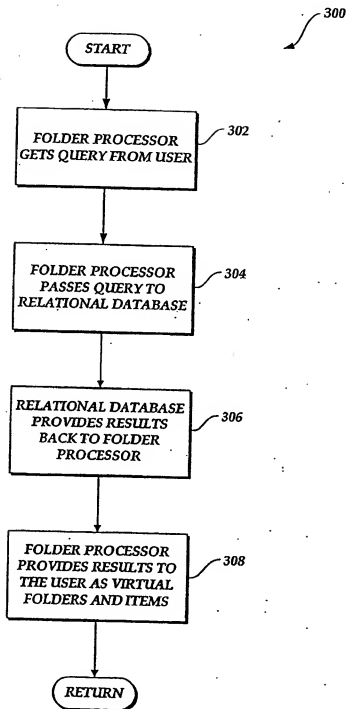 300
START
302
FOLDER PROCESSOR
GETS QUERY FROM USER
304
FOLDER PROCESSOR
PASSES QUERY TO
RELATIONAL DATABASE
306
RELATIONAL DATABASE
PROVIDES RESULTS
BACK TO FOLDER
PROCESSOR
308
FOLDER PROCESSOR
PROVIDES RESULTS TO
THE USER AS VIRTUAL
FOLDERS AND ITEMS
RETURN